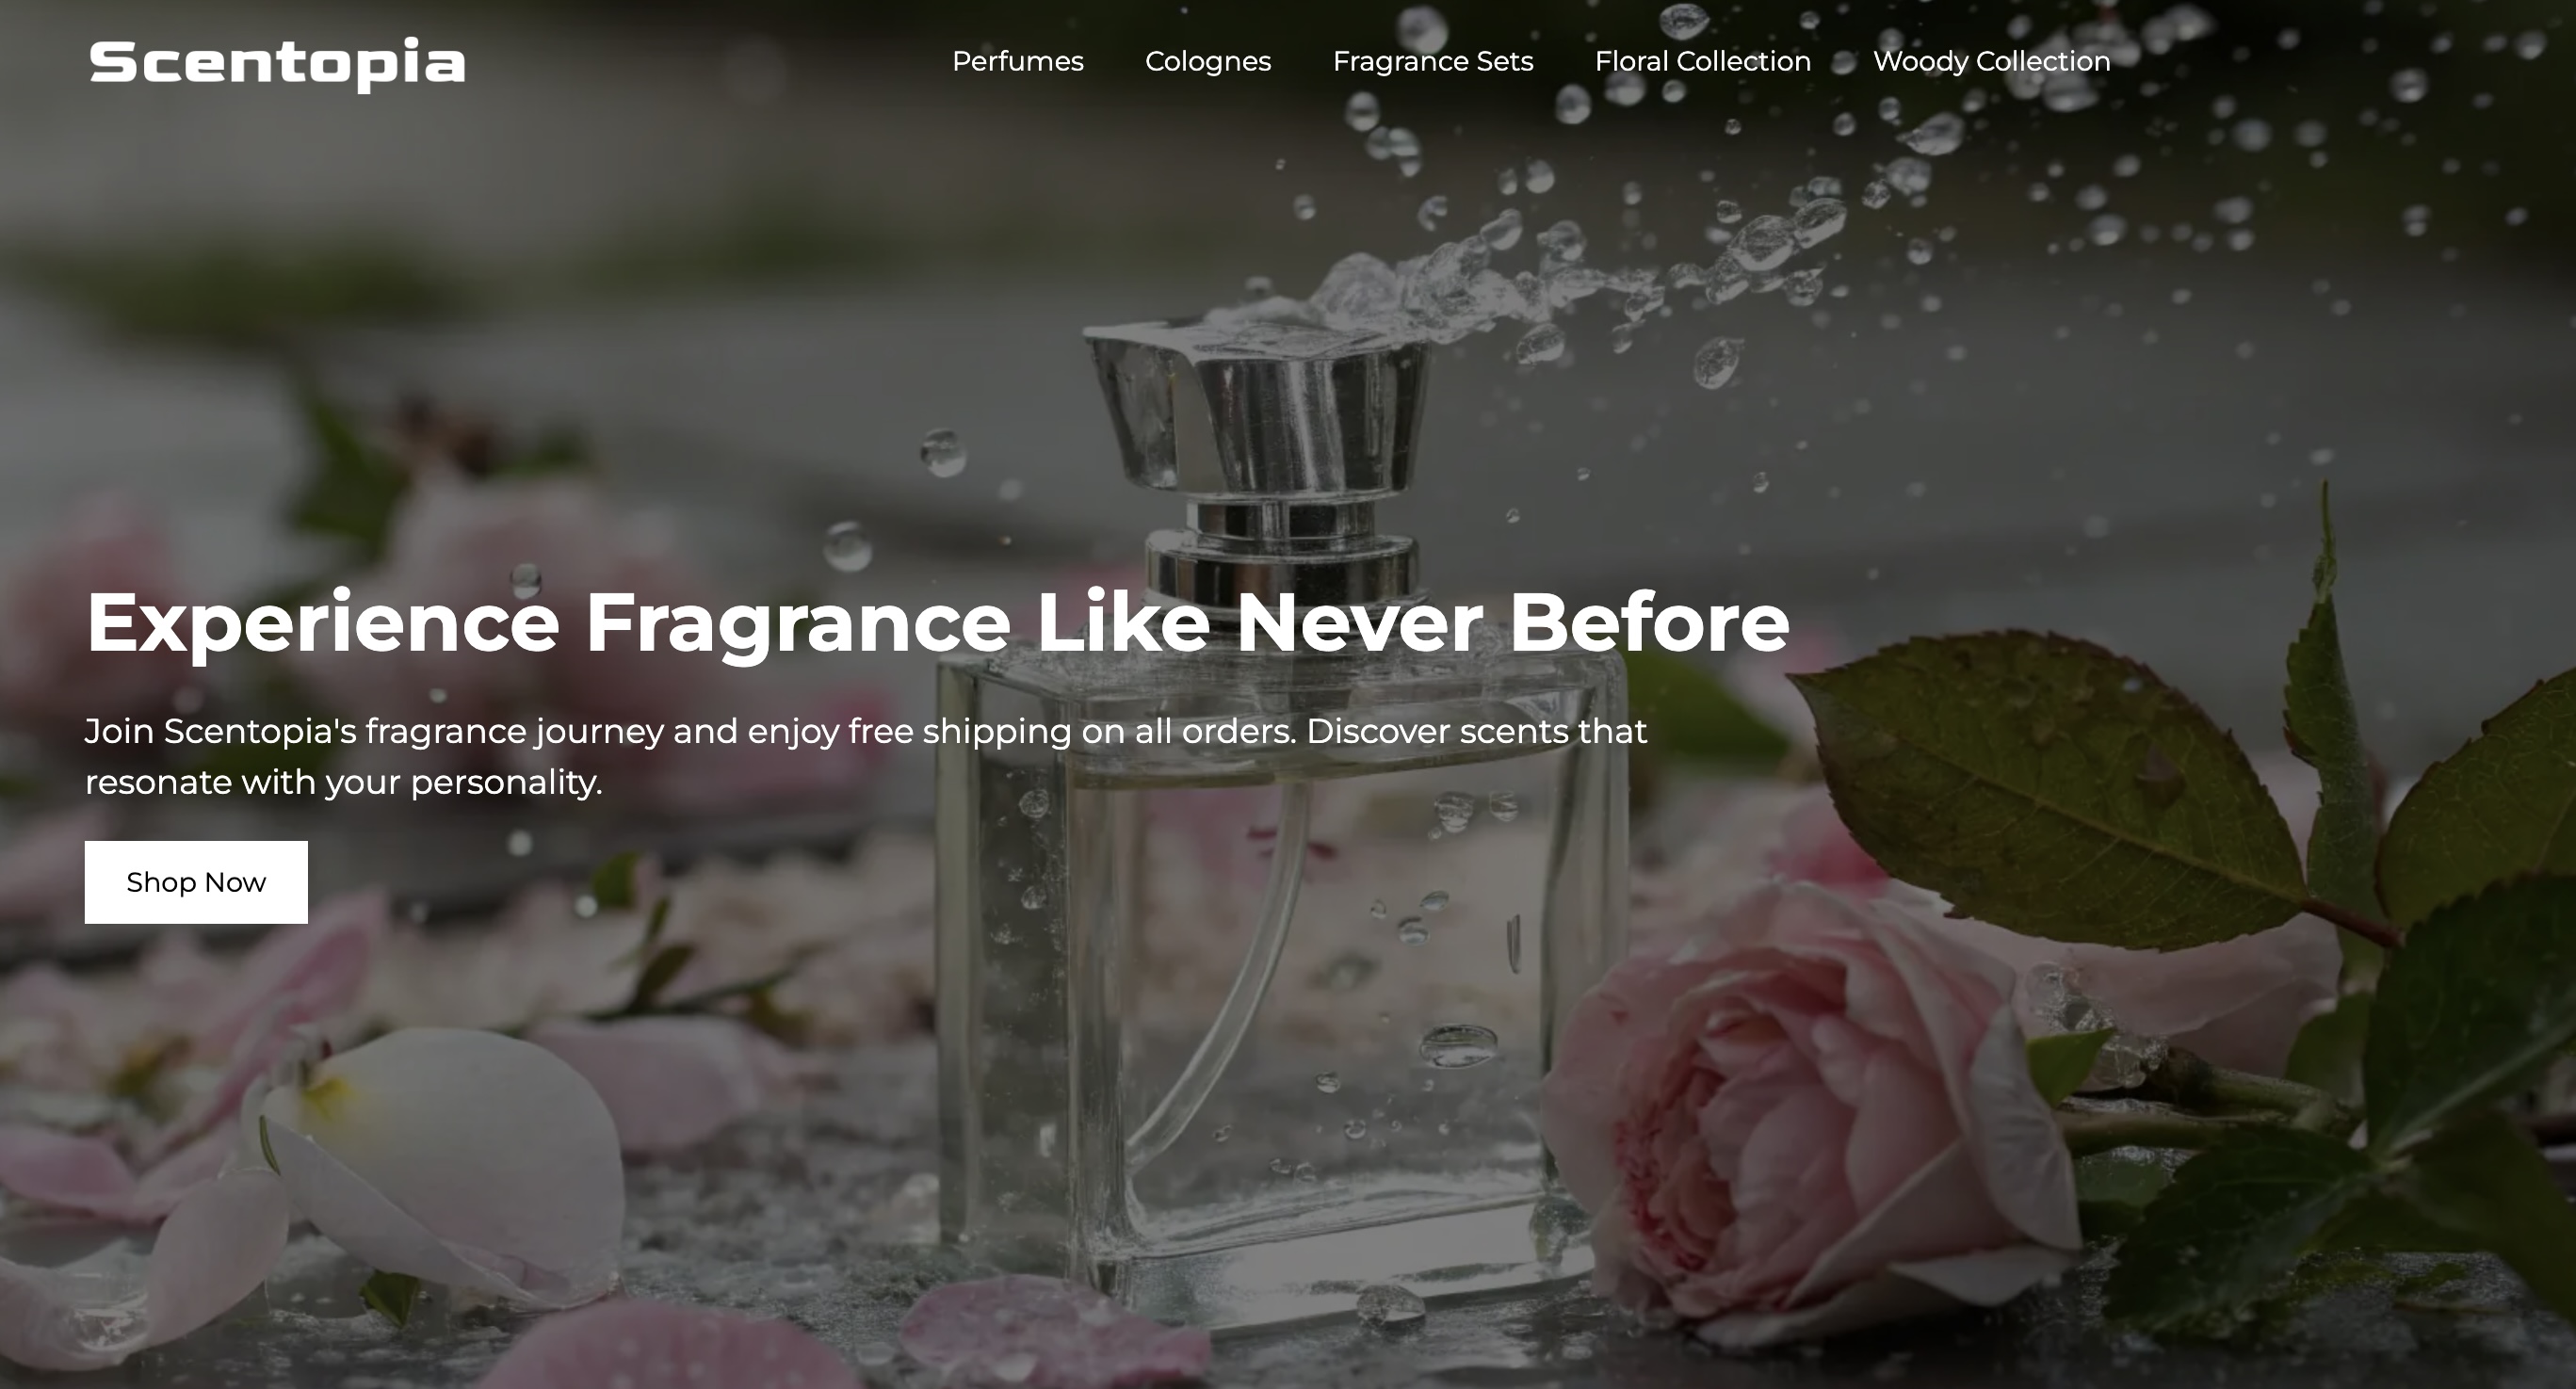 Scentopia
Perfumes
Colognes
Fragrance Sets
Floral Collection
Woody Collection
Experience Fragrance Like Never Before
Join Scentopia's fragrance journey and enjoy free shipping on all orders. Discover scents that
resonate with your personality.
Shop Now